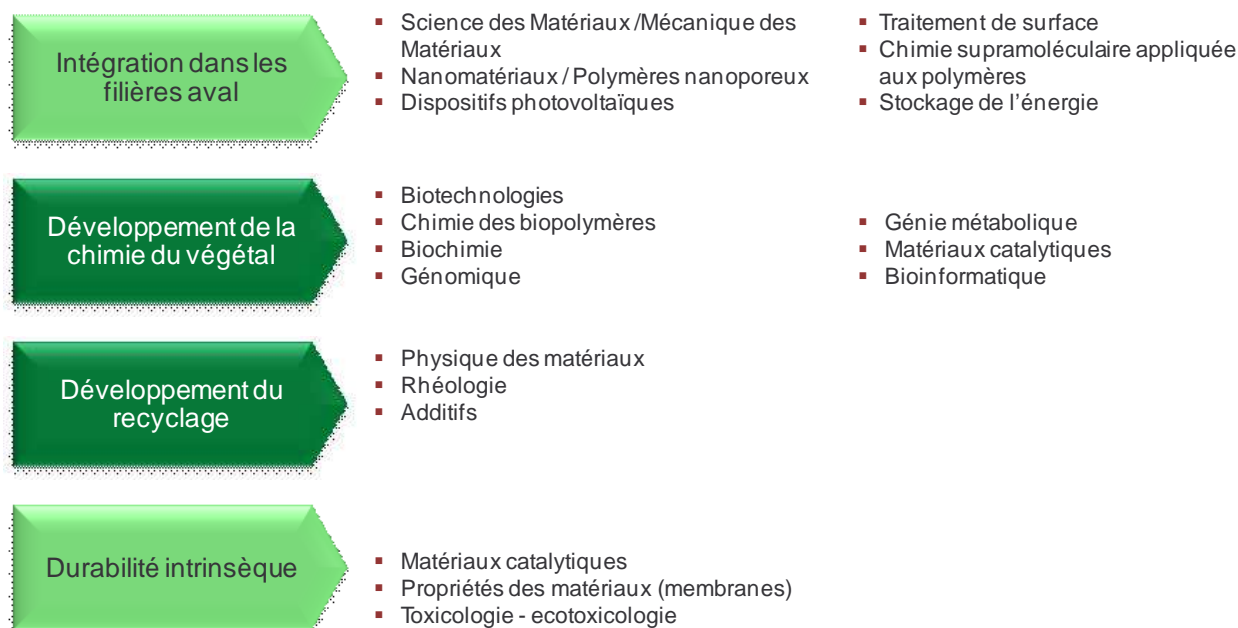 Intégration dans les
filières aval
▪ Science des Matériaux /Mécanique des
Matériaux
▪ Nanomatériaux / Polymères nanoporeux
▪ Dispositifs photovoltaïques
▪ Traitement de surface
▪ Chimie supramoléculaire appliquée
aux polymères
▪ Stockage de l'énergie
Développement de la
chimie du végétal
▪ Biotechnologies
▪ Chimie des biopolymères
▪ Biochimie
▪ Génomique
▪ Génie métabolique
▪ Matériaux catalytiques
▪ Bioinformatique
Développement du
recyclage
▪ Physique des matériaux
▪ Rhéologie
▪ Additifs
Durabilité intrinsèque
▪ Matériaux catalytiques
▪ Propriétés des matériaux (membranes)
▪ Toxicologie - ecotoxicologie